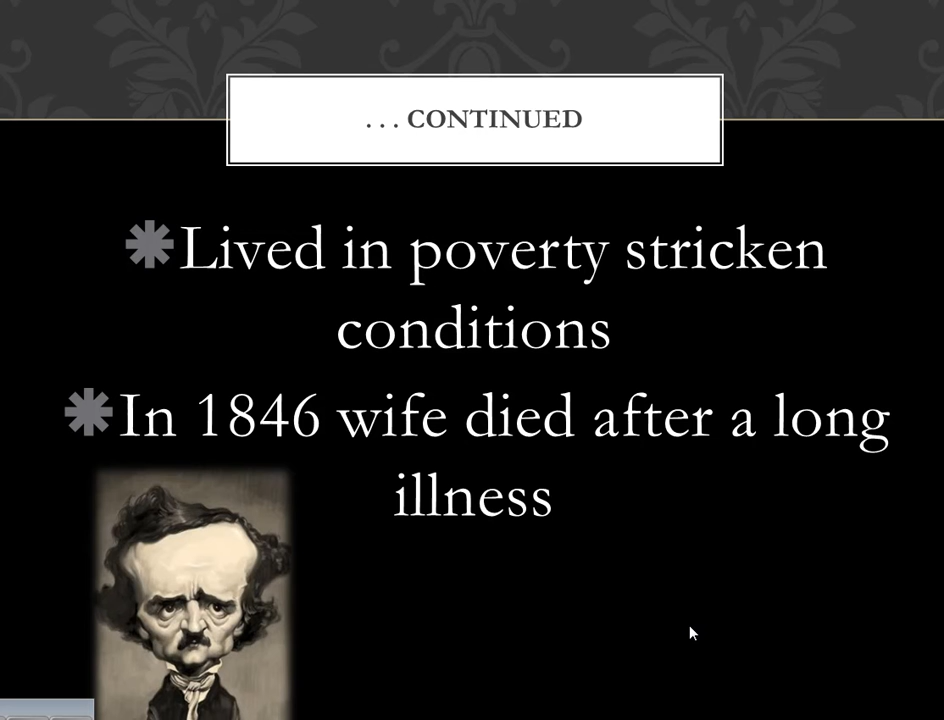 . . . CONTINUED
Lived in poverty stricken
conditions
In 1846 wife died after a long
illness